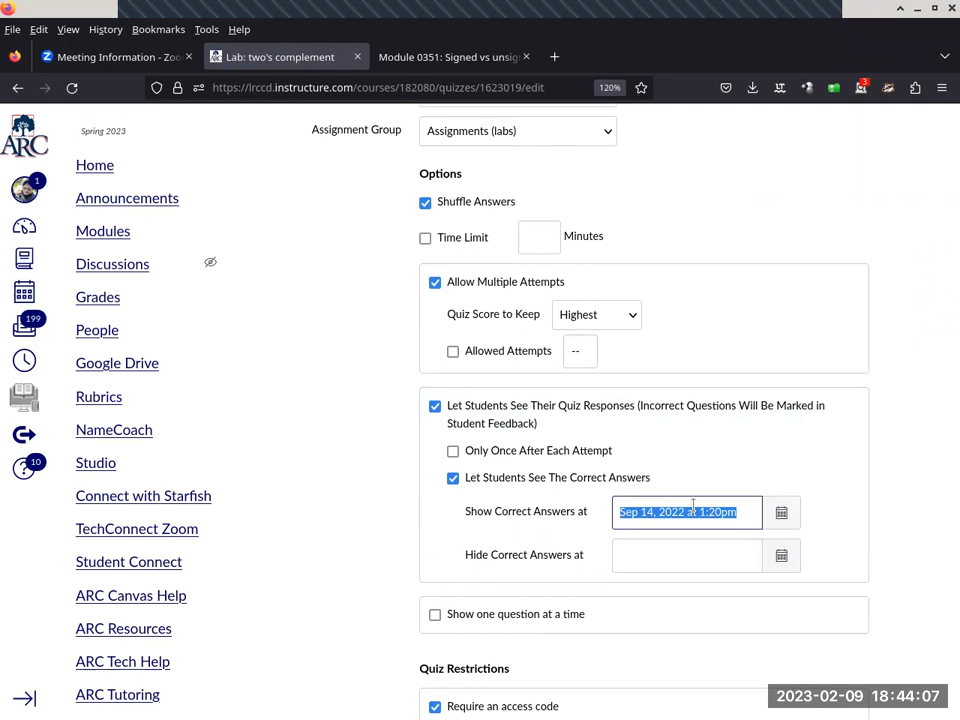 File Edit View History Bookmarks Tools Help
Meeting Information - Zoo
Lab: two's complement
Module 0351: Signed vs unsig
https://lrccd.instructure.com/courses/182080/quizzes/1623019/edit
120%
3
ARC
Spring 2023
Assignment Group
Assignments (labs)
Home
1
Announcements
Options
Modules
Shuffle Answers
Time Limit
Minutes
Discussions
Allow Multiple Attempts
Grades
Quiz Score to Keep
Highest
199
People
Allowed Attempts
--
Google Drive
Rubrics
Let Students See Their Quiz Responses (Incorrect Questions Will Be Marked in
Student Feedback)
NameCoach
Only Once After Each Attempt
10
Studio
Let Students See The Correct Answers
Connect with Starfish
Show Correct Answers at
Sep 14, 2022 at 1:20pm
TechConnect Zoom
Hide Correct Answers at
Student Connect
ARC Canvas Help
Show one question at a time
ARC Resources
ARC Tech Help
Quiz Restrictions
ARC Tutoring
Require an access code
2023-02-09 18:44:07